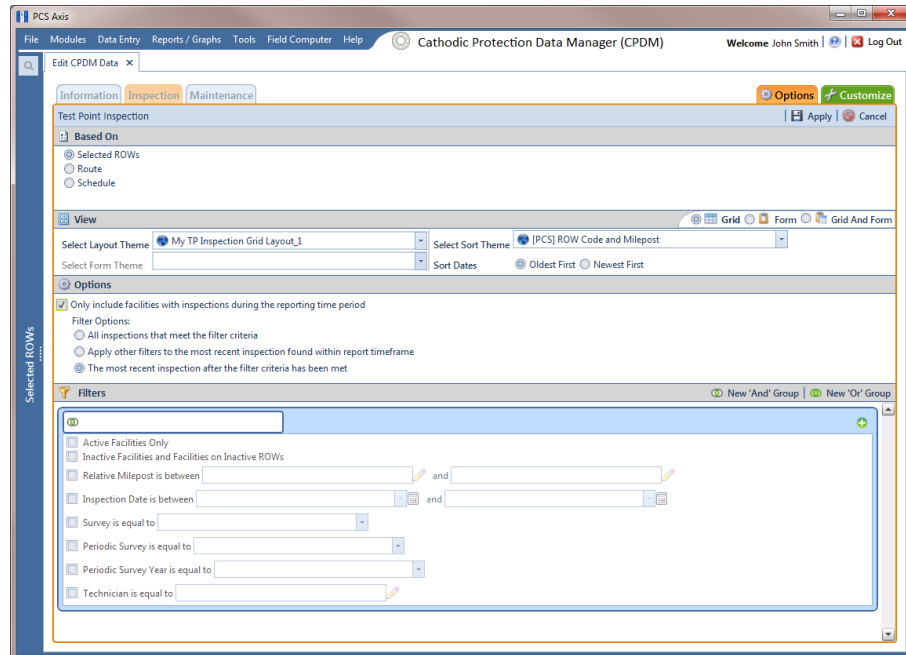 PCS Axis
File Modules Data Entry Reports / Graphs Tools Field Computer Help Cathodic Protection Data Manager (CPDM) Welcome John Smith | | Log Out
Edit CPDM Data ×
Information Inspection Maintenance Options Customize
Test Point Inspection | Apply | Cancel
Based On
Selected ROWs
Route
Schedule
View Grid Form Grid And Form
Select Layout Theme My TP Inspection Grid Layout_1 Select Sort Theme [PCS] ROW Code and Milepost
Select Form Theme Sort Dates Oldest First Newest First
Options
Only include facilities with inspections during the reporting time period
Filter Options:
All inspections that meet the filter criteria
Apply other filters to the most recent inspection found within report timeframe
The most recent inspection after the filter criteria has been met
Selected ROWs
Filters New 'And' Group | New 'Or' Group
Active Facilities Only
Inactive Facilities and Facilities on Inactive ROWs
Relative Milepost is between and
Inspection Date is between and
Survey is equal to
Periodic Survey is equal to
Periodic Survey Year is equal to
Technician is equal to